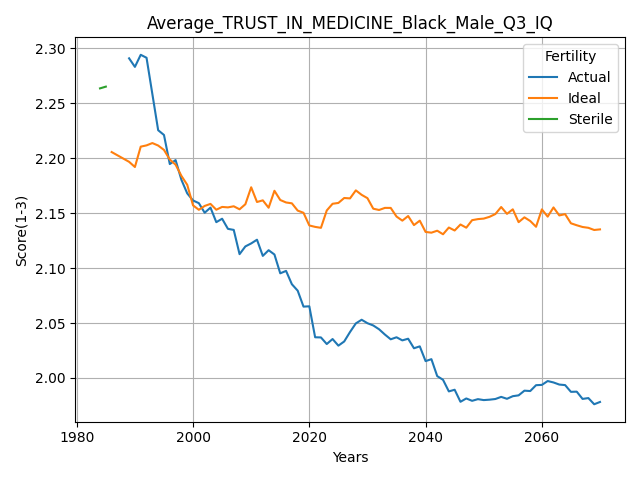 Average_TRUST_IN_MEDICINE_Black_Male_Q3_IQ
Fertility
Actual
Ideal
Sterile
Score(1-3)
2.30
2.25
2.20
2.15
2.10
2.05
2.00
1980
2000
2020
2040
2060
Years